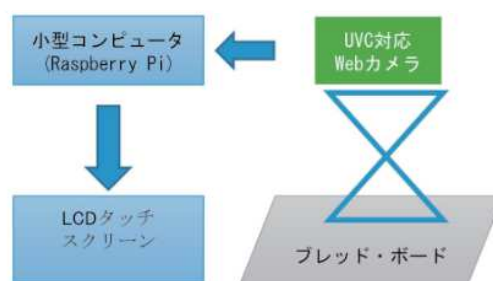 小型コンピュータ
(Raspberry Pi)
UVC対応
Webカメラ
LCDタッチ
スクリーン
ブレッド・ボード